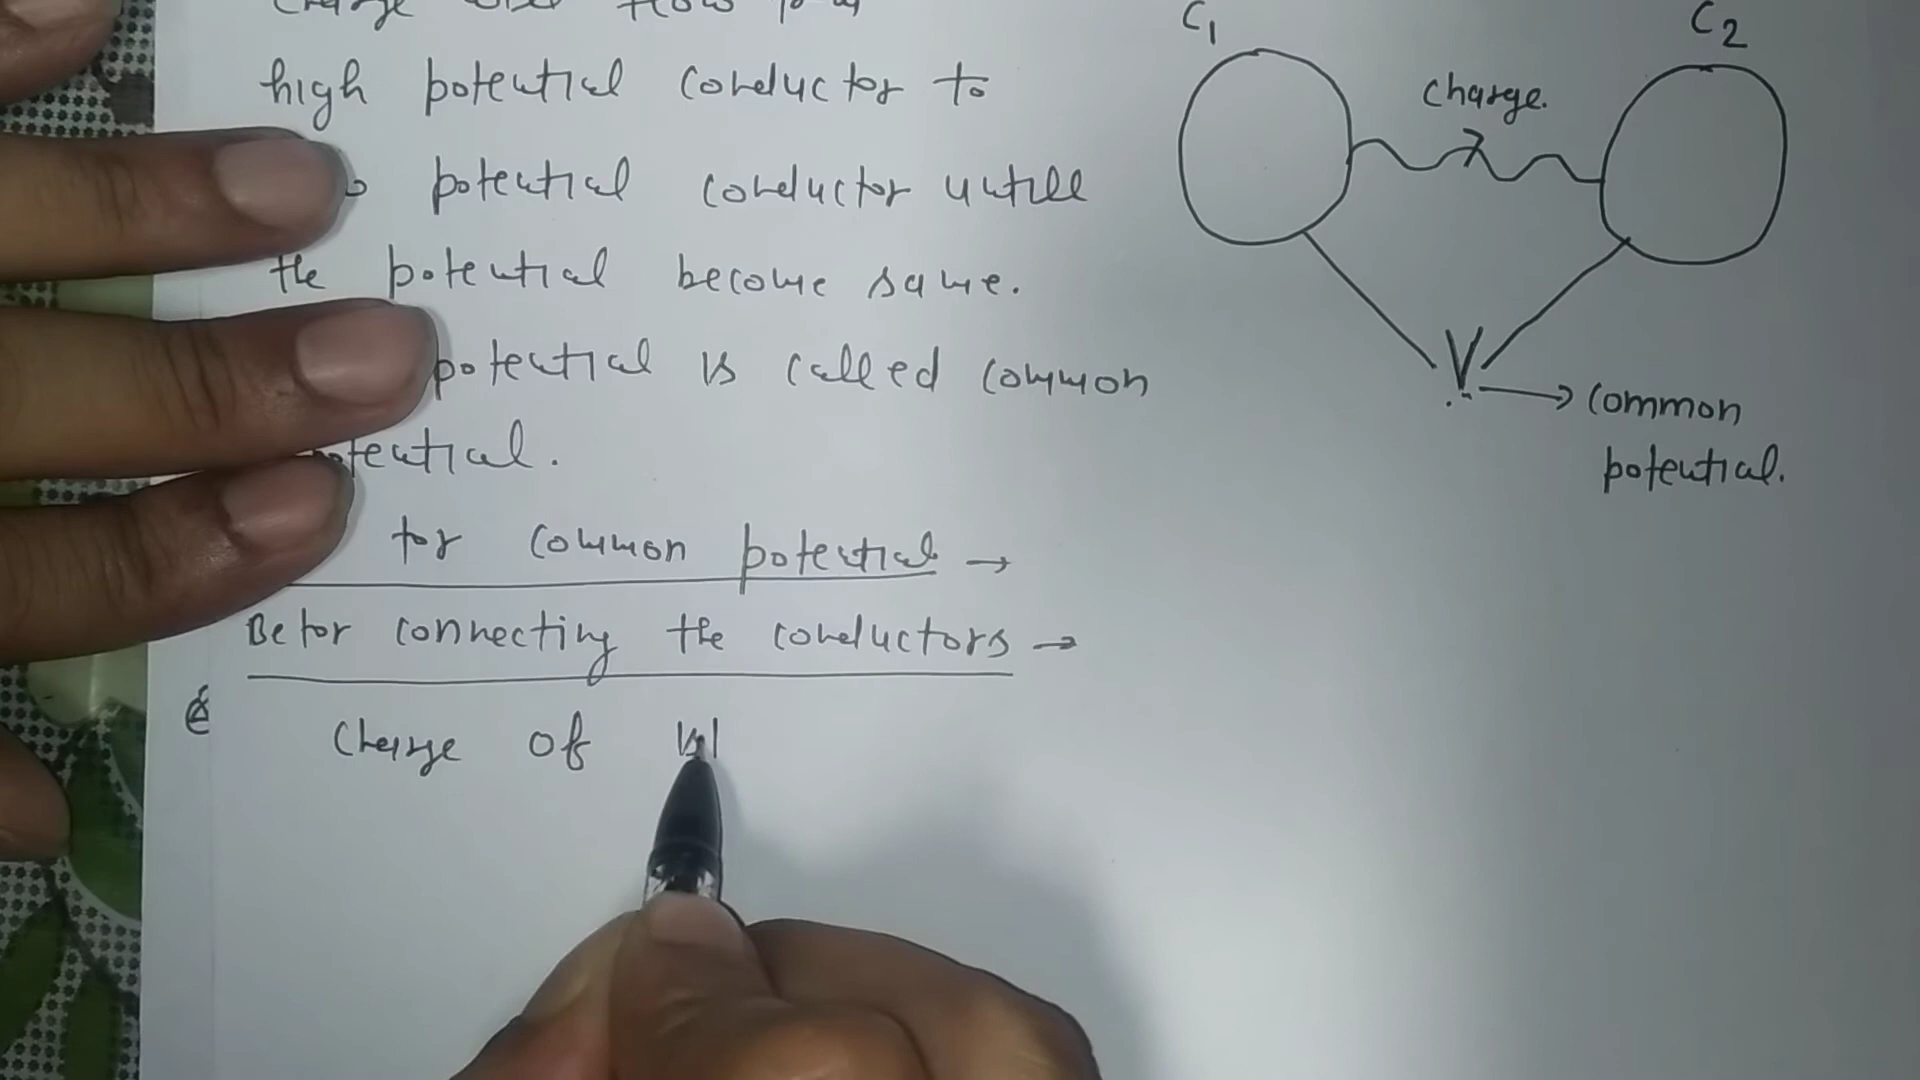 high potential conductor to
potential conductor untill
the potential become same.
potential is called common
for common potential →
Befor connecting the conductors →
Charge of
C1
C2
charge.
V → common
potential.